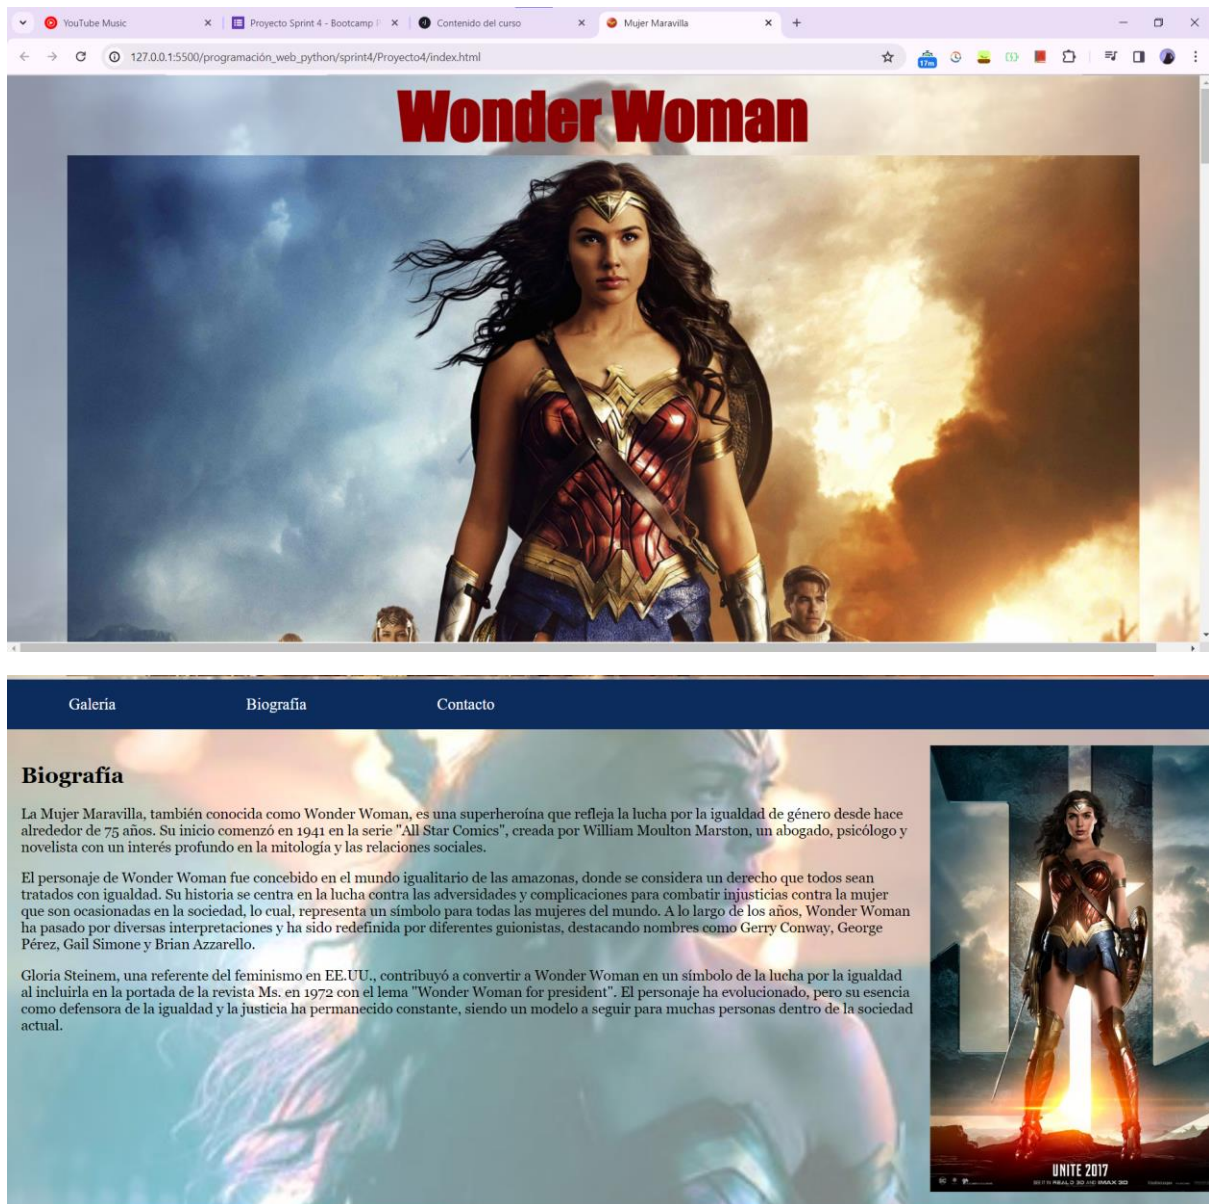 YouTube Music
Proyecto Sprint 4 - Bootcamp P
Contenido del curso
Mujer Maravilla
127.0.0.1:5500/programación_web_python/sprint4/Proyecto4/index.html
17m
Wonder Woman
Galería
Biografía
Contacto
Biografía
La Mujer Maravilla, también conocida como Wonder Woman, es una superheroína que refleja la lucha por la igualdad de género desde hace
alrededor de 75 años. Su inicio comenzó en 1941 en la serie "All Star Comics", creada por William Moulton Marston, un abogado, psicólogo y
novelista con un interés profundo en la mitología y las relaciones sociales.
El personaje de Wonder Woman fue concebido en el mundo igualitario de las amazonas, donde se considera un derecho que todos sean
tratados con igualdad. Su historia se centra en la lucha contra las adversidades y complicaciones para combatir injusticias contra la mujer
que son ocasionadas en la sociedad, lo cual, representa un símbolo para todas las mujeres del mundo. A lo largo de los años, Wonder Woman
ha pasado por diversas interpretaciones y ha sido redefinida por diferentes guionistas, destacando nombres como Gerry Conway, George
Pérez, Gail Simone y Brian Azzarello.
Gloria Steinem, una referente del feminismo en EE.UU., contribuyó a convertir a Wonder Woman en un símbolo de la lucha por la igualdad
al incluirla en la portada de la revista Ms. en 1972 con el lema "Wonder Woman for president". El personaje ha evolucionado, pero su esencia
como defensora de la igualdad y la justicia ha permanecido constante, siendo un modelo a seguir para muchas personas dentro de la sociedad
actual.
UNITE 2017
SEE IT IN REAL D 3D AND IMAX 3D